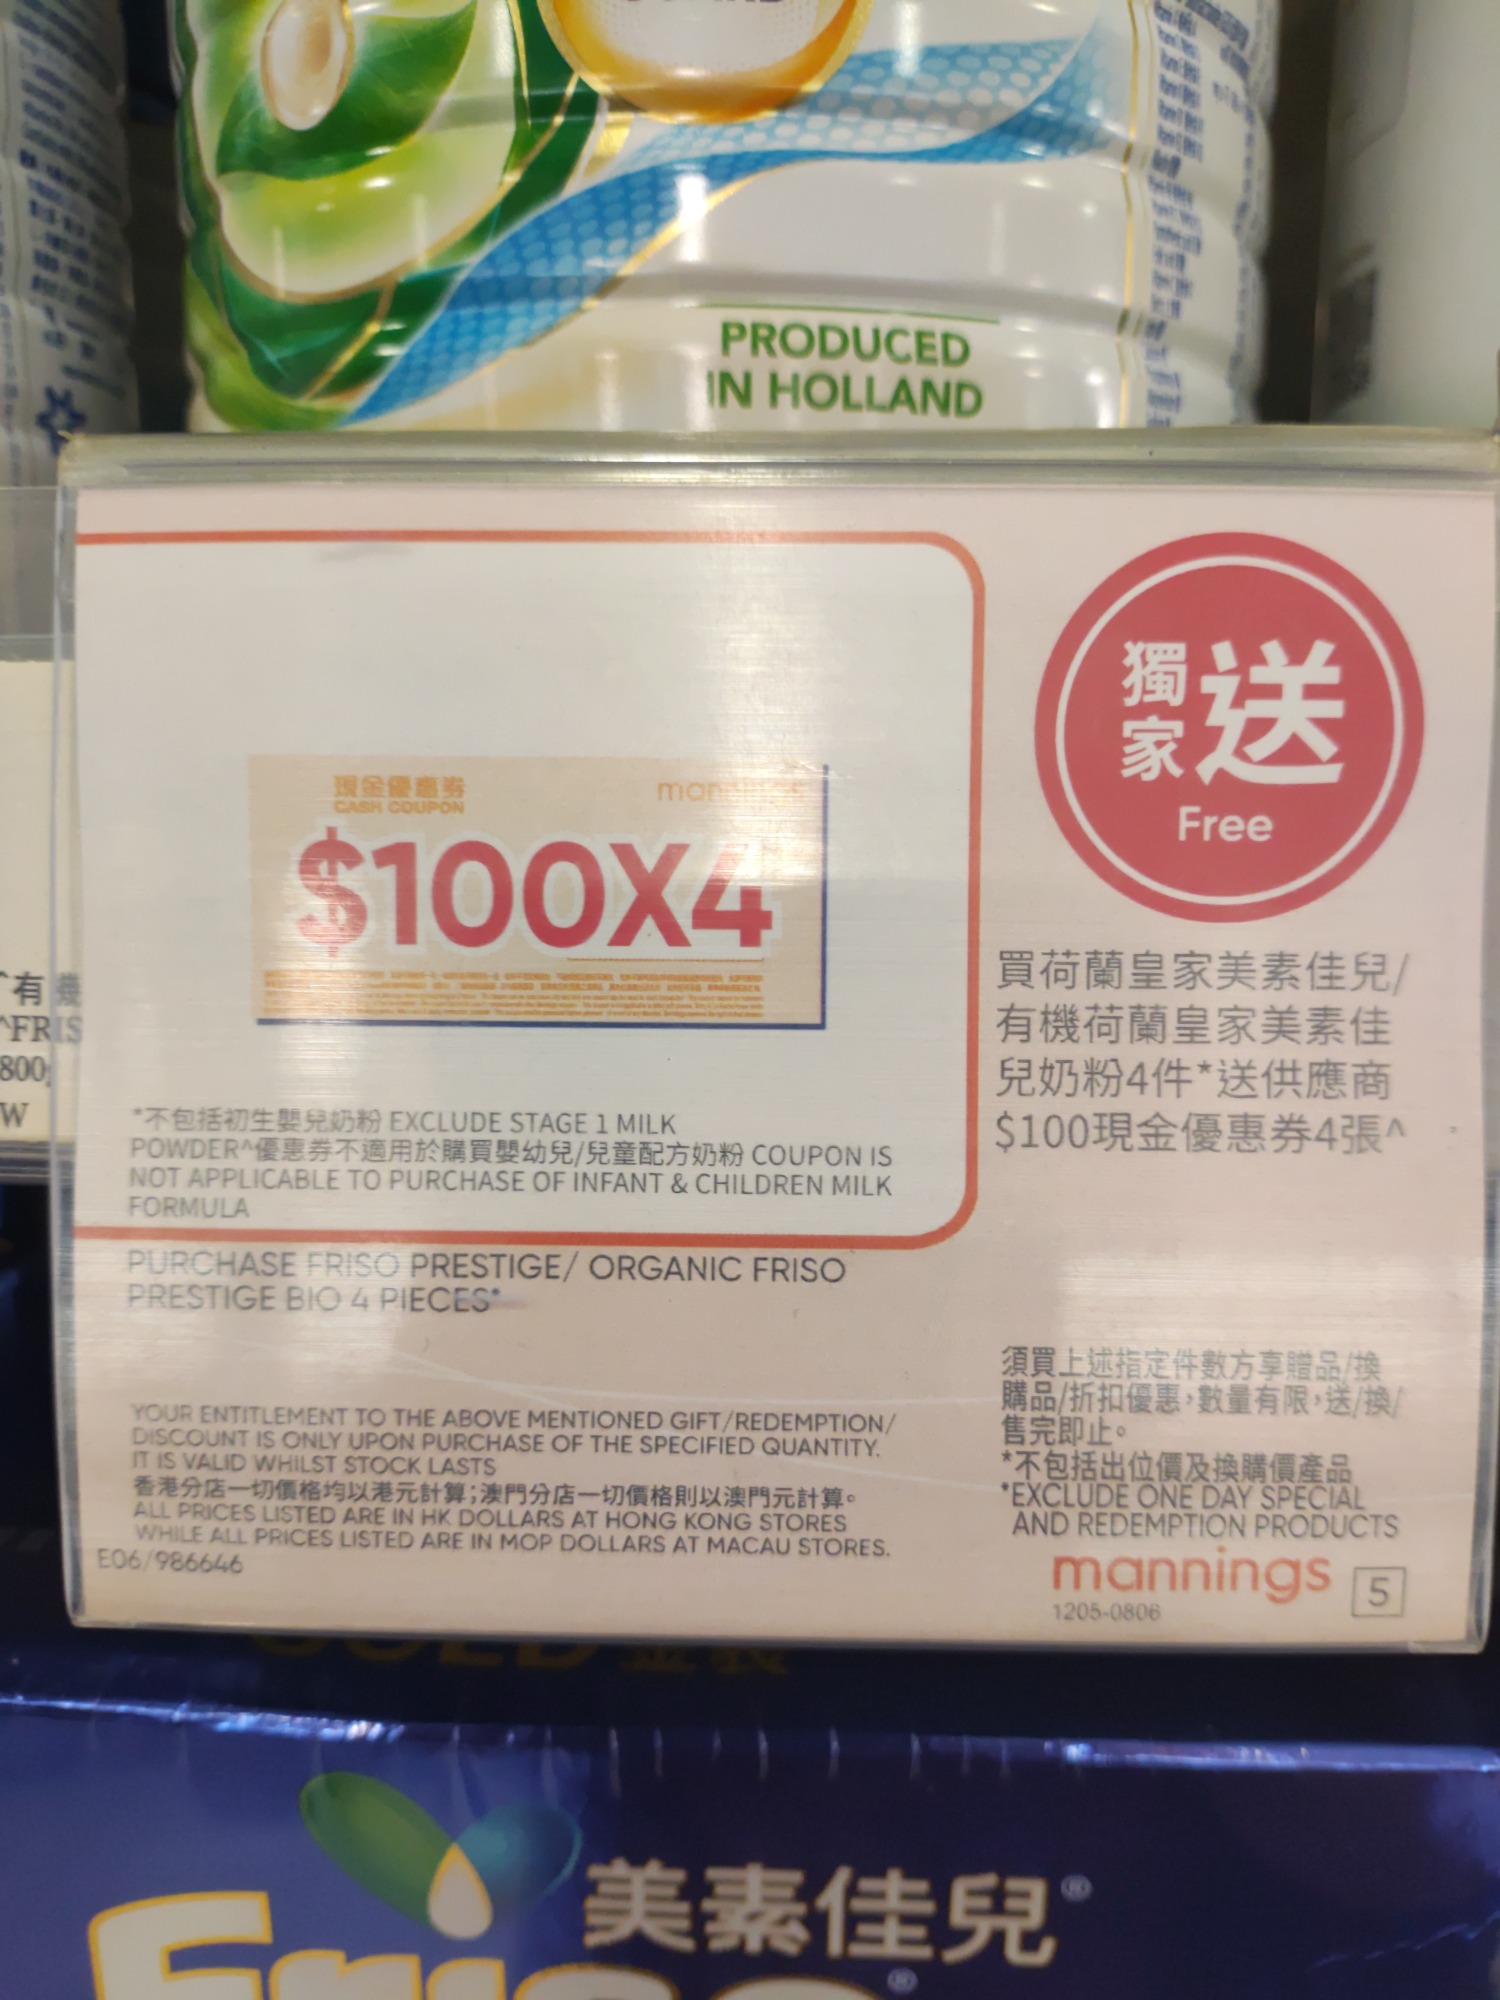 PRODUCED
IN HOLLAND
現金優惠券
CASH COUPON
mannings
$100X4
獨家
送
Free
買荷蘭皇家美素佳兒/
有機荷蘭皇家美素佳
兒奶粉4件*送供應商
$100現金優惠券4張^
*不包括初生嬰兒奶粉 EXCLUDE STAGE 1 MILK
POWDER^優惠券不適用於購買嬰幼兒/兒童配方奶粉 COUPON IS
NOT APPLICABLE TO PURCHASE OF INFANT & CHILDREN MILK
FORMULA
PURCHASE FRISO PRESTIGE/ ORGANIC FRISO
PRESTIGE BIO 4 PIECES*
須買上述指定件數方享贈品/換
購品/折扣優惠，數量有限，送/換/
售完即止。
*不包括出位價及換購價產品
*EXCLUDE ONE DAY SPECIAL
AND REDEMPTION PRODUCTS
YOUR ENTITLEMENT TO THE ABOVE MENTIONED GIFT/REDEMPTION/
DISCOUNT IS ONLY UPON PURCHASE OF THE SPECIFIED QUANTITY.
IT IS VALID WHILST STOCK LASTS
香港分店一切價格均以港元計算；澳門分店一切價格則以澳門元計算。
ALL PRICES LISTED ARE IN HK DOLLARS AT HONG KONG STORES
WHILE ALL PRICES LISTED ARE IN MOP DOLLARS AT MACAU STORES.
E06/986646
mannings
1205-0806
5
^有機
^FRIS
800g
W
美素佳兒®
Friso®